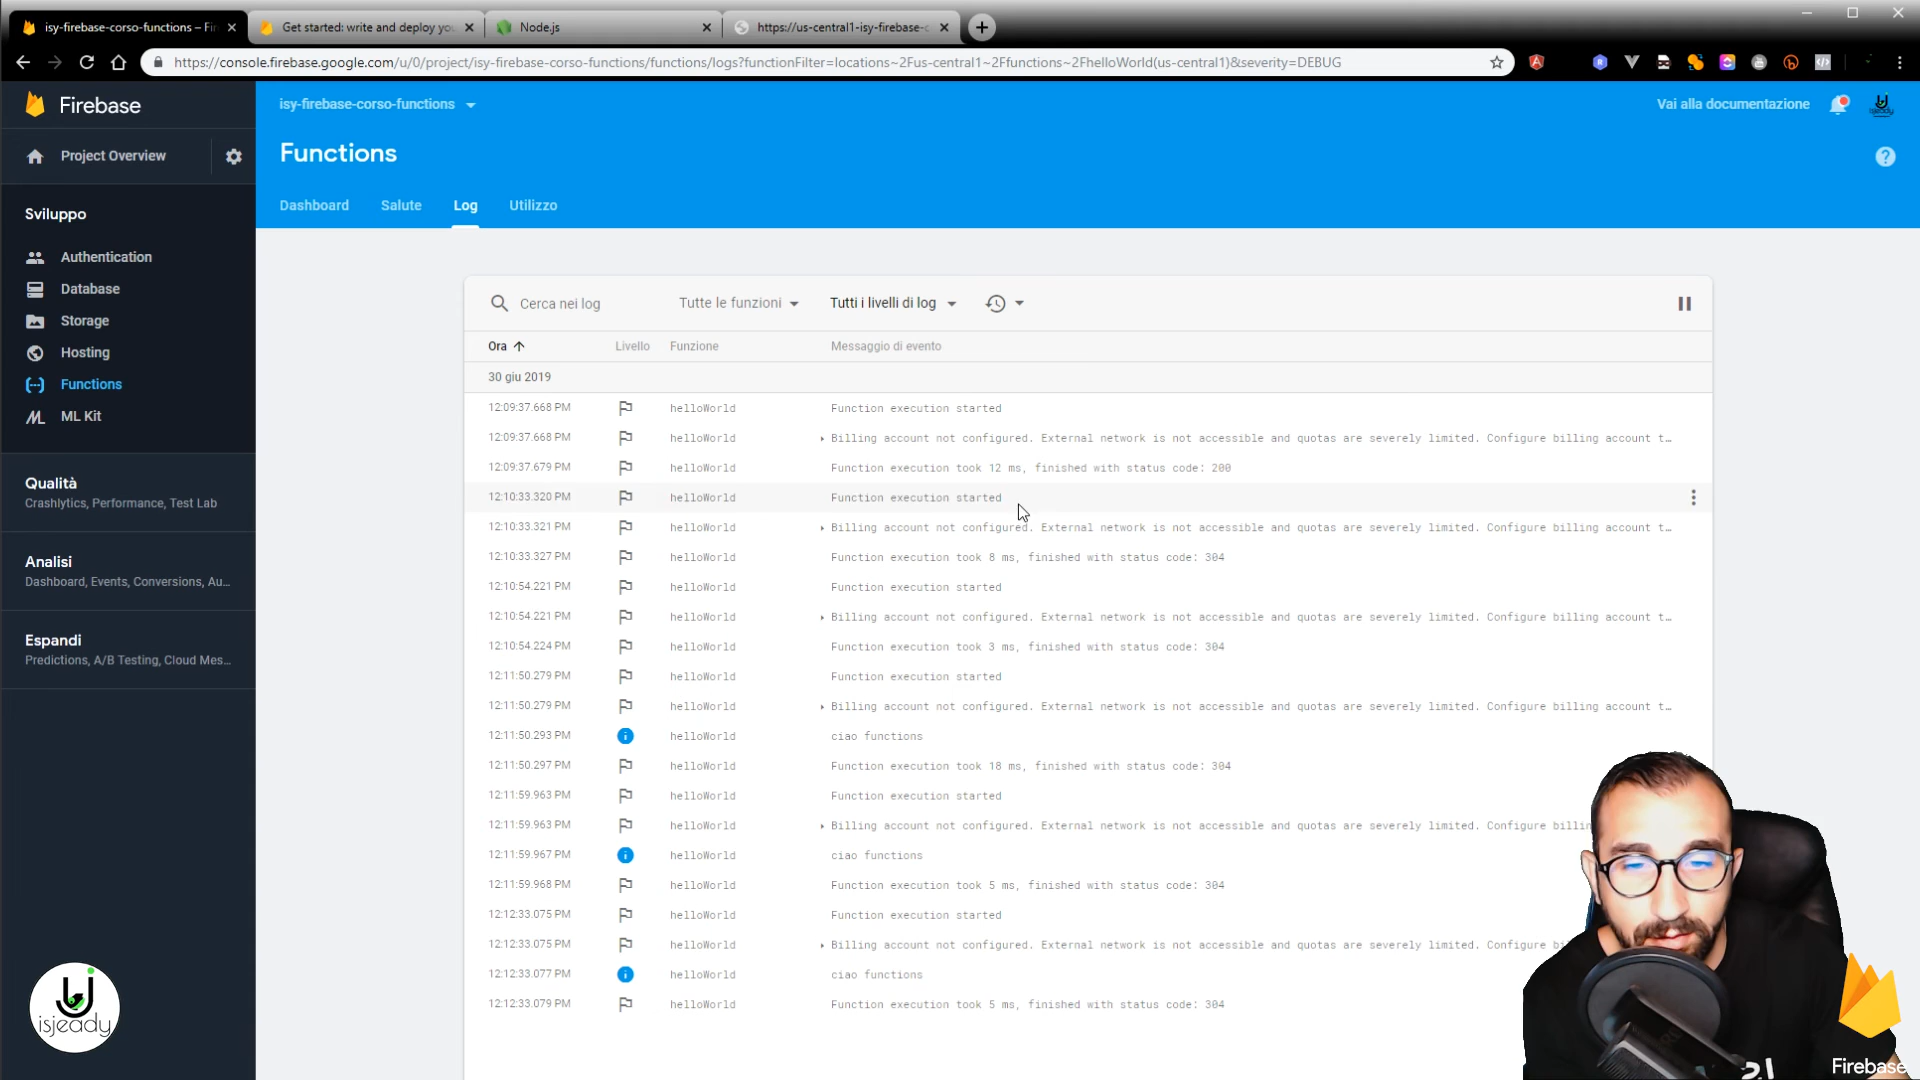 isy-firebase-corso-functions – Fir
Get started: write and deploy yo
Node.js
https://us-central1-isy-firebase-c
https://console.firebase.google.com/u/0/project/isy-firebase-corso-functions/functions/logs?functionFilter=locations~2Fus-central1~2Ffunctions~2FhelloWorld(us-central1)&severity=DEBUG
Firebase
isy-firebase-corso-functions
Vai alla documentazione
Project Overview
Functions
Dashboard Salute Log Utilizzo
Sviluppo
Authentication
Database
Storage
Hosting
Functions
ML Kit
Qualità
Crashlytics, Performance, Test Lab
Analisi
Dashboard, Events, Conversions, Au...
Espandi
Predictions, A/B Testing, Cloud Mes...
Cerca nei log Tutte le funzioni Tutti i livelli di log
Ora Livello Funzione Messaggio di evento
30 giu 2019
12:09:37.668 PM helloWorld Function execution started
12:09:37.668 PM helloWorld Billing account not configured. External network is not accessible and quotas are severely limited. Configure billing account t…
12:09:37.679 PM helloWorld Function execution took 12 ms, finished with status code: 200
12:10:33.320 PM helloWorld Function execution started
12:10:33.321 PM helloWorld Billing account not configured. External network is not accessible and quotas are severely limited. Configure billing account t…
12:10:33.327 PM helloWorld Function execution took 8 ms, finished with status code: 304
12:10:54.221 PM helloWorld Function execution started
12:10:54.221 PM helloWorld Billing account not configured. External network is not accessible and quotas are severely limited. Configure billing account t…
12:10:54.224 PM helloWorld Function execution took 3 ms, finished with status code: 304
12:11:50.279 PM helloWorld Function execution started
12:11:50.279 PM helloWorld Billing account not configured. External network is not accessible and quotas are severely limited. Configure billing account t…
12:11:50.293 PM helloWorld ciao functions
12:11:50.297 PM helloWorld Function execution took 18 ms, finished with status code: 304
12:11:59.963 PM helloWorld Function execution started
12:11:59.963 PM helloWorld Billing account not configured. External network is not accessible and quotas are severely limited. Configure billin
12:11:59.967 PM helloWorld ciao functions
12:11:59.968 PM helloWorld Function execution took 5 ms, finished with status code: 304
12:12:33.075 PM helloWorld Function execution started
12:12:33.075 PM helloWorld Billing account not configured. External network is not accessible and quotas are severely limited. Configure bi
12:12:33.077 PM helloWorld ciao functions
12:12:33.079 PM helloWorld Function execution took 5 ms, finished with status code: 304
isjeady
Firebase